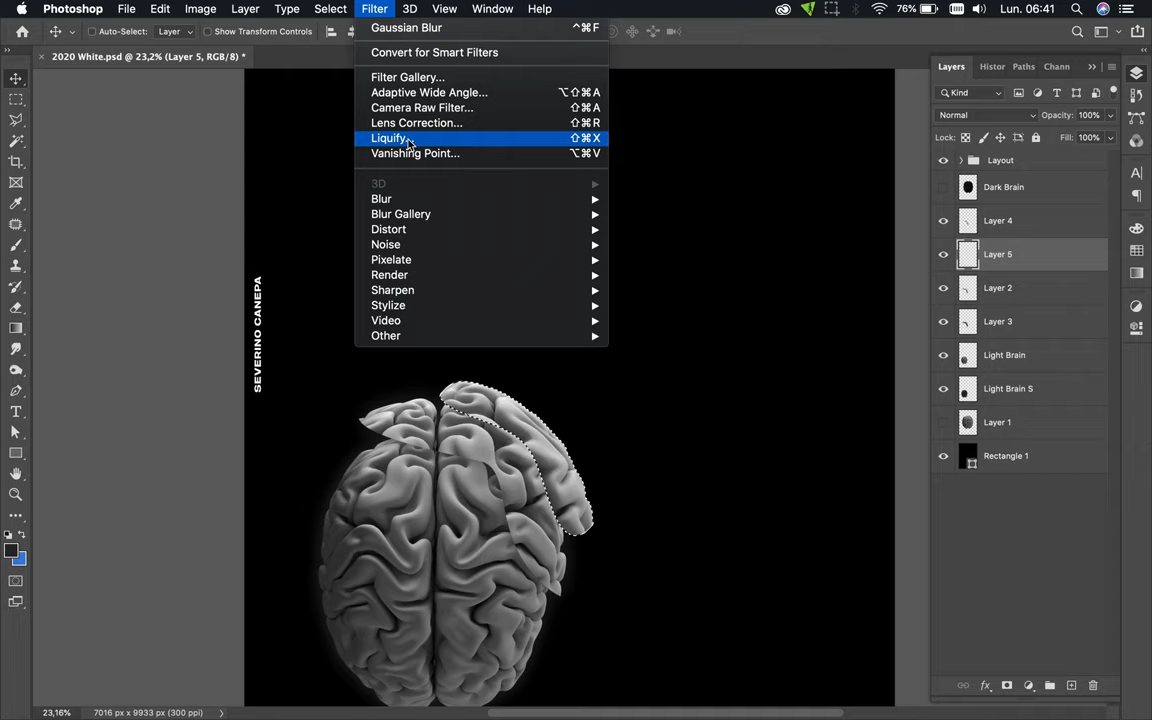 Photoshop File Edit Image Layer Type Select Filter 3D View Window Help 76% Lun. 06:41
Auto-Select: Layer Show Transform Controls
2020 White.psd @ 23,2% (Layer 5, RGB/8) *
Gaussian Blur ^⌘F
Convert for Smart Filters
Filter Gallery...
Adaptive Wide Angle... ⌥⇧⌘A
Camera Raw Filter... ⇧⌘A
Lens Correction... ⇧⌘R
Liquify... ⇧⌘X
Vanishing Point... ⌥⌘V
3D
Blur
Blur Gallery
Distort
Noise
Pixelate
Render
Sharpen
Stylize
Video
Other
SEVERINO CANEPA
Layers Histor Paths Chann
Kind
Normal Opacity: 100%
Lock: Fill: 100%
Layout
Dark Brain
Layer 4
Layer 5
Layer 2
Layer 3
Light Brain
Light Brain S
Layer 1
Rectangle 1
fx
23,16% 7016 px x 9933 px (300 ppi)